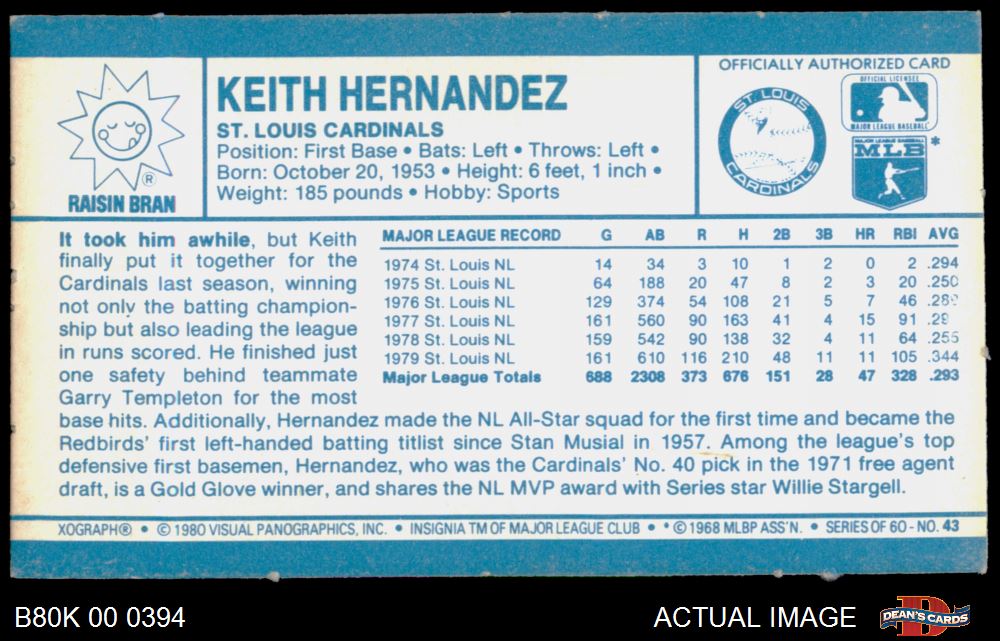 OFFICIALLY AUTHORIZED CARD
KEITH HERNANDEZ
ST. LOUIS CARDINALS
Position: First Base • Bats: Left • Throws: Left •
Born: October 20, 1953 • Height: 6 feet, 1 inch •
Weight: 185 pounds • Hobby: Sports
®
RAISIN BRAN
ST. LOUIS
CARDINALS
OFFICIAL LICENSEE
MAJOR LEAGUE BASEBALL
MAJOR LEAGUE BASEBALL
MLB *
It took him awhile, but Keith
finally put it together for the
Cardinals last season, winning
not only the batting champion-
ship but also leading the league
in runs scored. He finished just
one safety behind teammate
Garry Templeton for the most
base hits. Additionally, Hernandez made the NL All-Star squad for the first time and became the
Redbirds' first left-handed batting titlist since Stan Musial in 1957. Among the league's top
defensive first basemen, Hernandez, who was the Cardinals' No. 40 pick in the 1971 free agent
draft, is a Gold Glove winner, and shares the NL MVP award with Series star Willie Stargell.
MAJOR LEAGUE RECORD G AB R H 2B 3B HR RBI AVG
1974 St. Louis NL 14 34 3 10 1 2 0 2 .294
1975 St. Louis NL 64 188 20 47 8 2 3 20 .250
1976 St. Louis NL 129 374 54 108 21 5 7 46
1977 St. Louis NL 161 560 90 163 41 4 15 91
1978 St. Louis NL 159 542 90 138 32 4 11 64 .255
1979 St. Louis NL 161 610 116 210 48 11 11 105 .344
Major League Totals 688 2308 373 676 151 28 47 328 .293
XOGRAPH® • © 1980 VISUAL PANOGRAPHICS, INC. • INSIGNIA TM OF MAJOR LEAGUE CLUB • * © 1968 MLBP ASS'N. • SERIES OF 60 - NO. 43
B80K 00 0394
ACTUAL IMAGE
DEAN'S CARDS